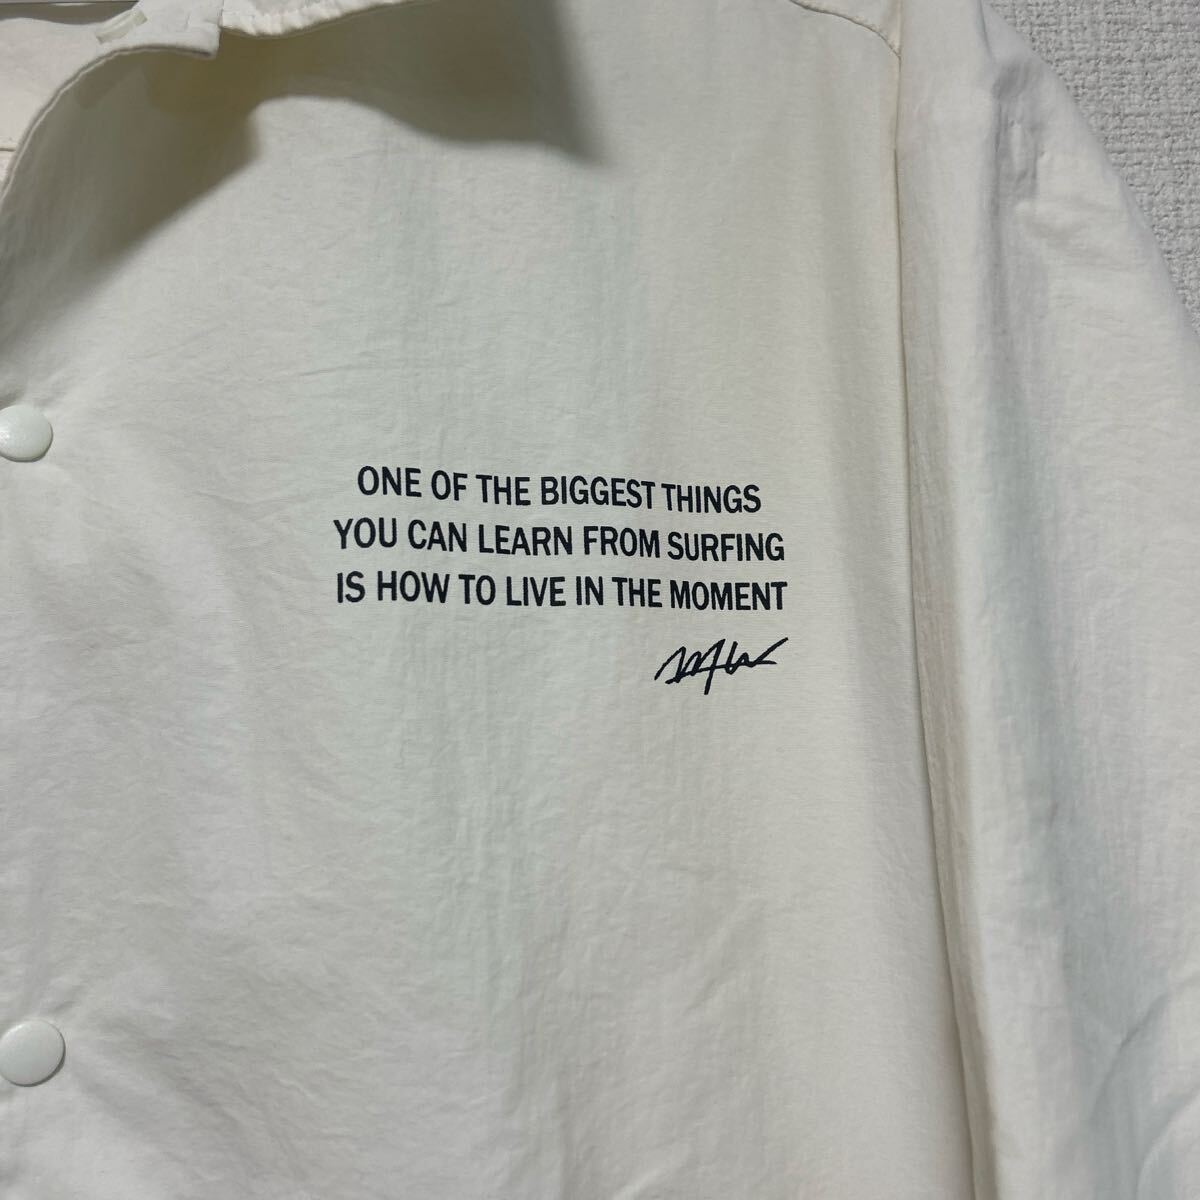 ONE OF THE BIGGEST THINGS
YOU CAN LEARN FROM SURFING
IS HOW TO LIVE IN THE MOMENT